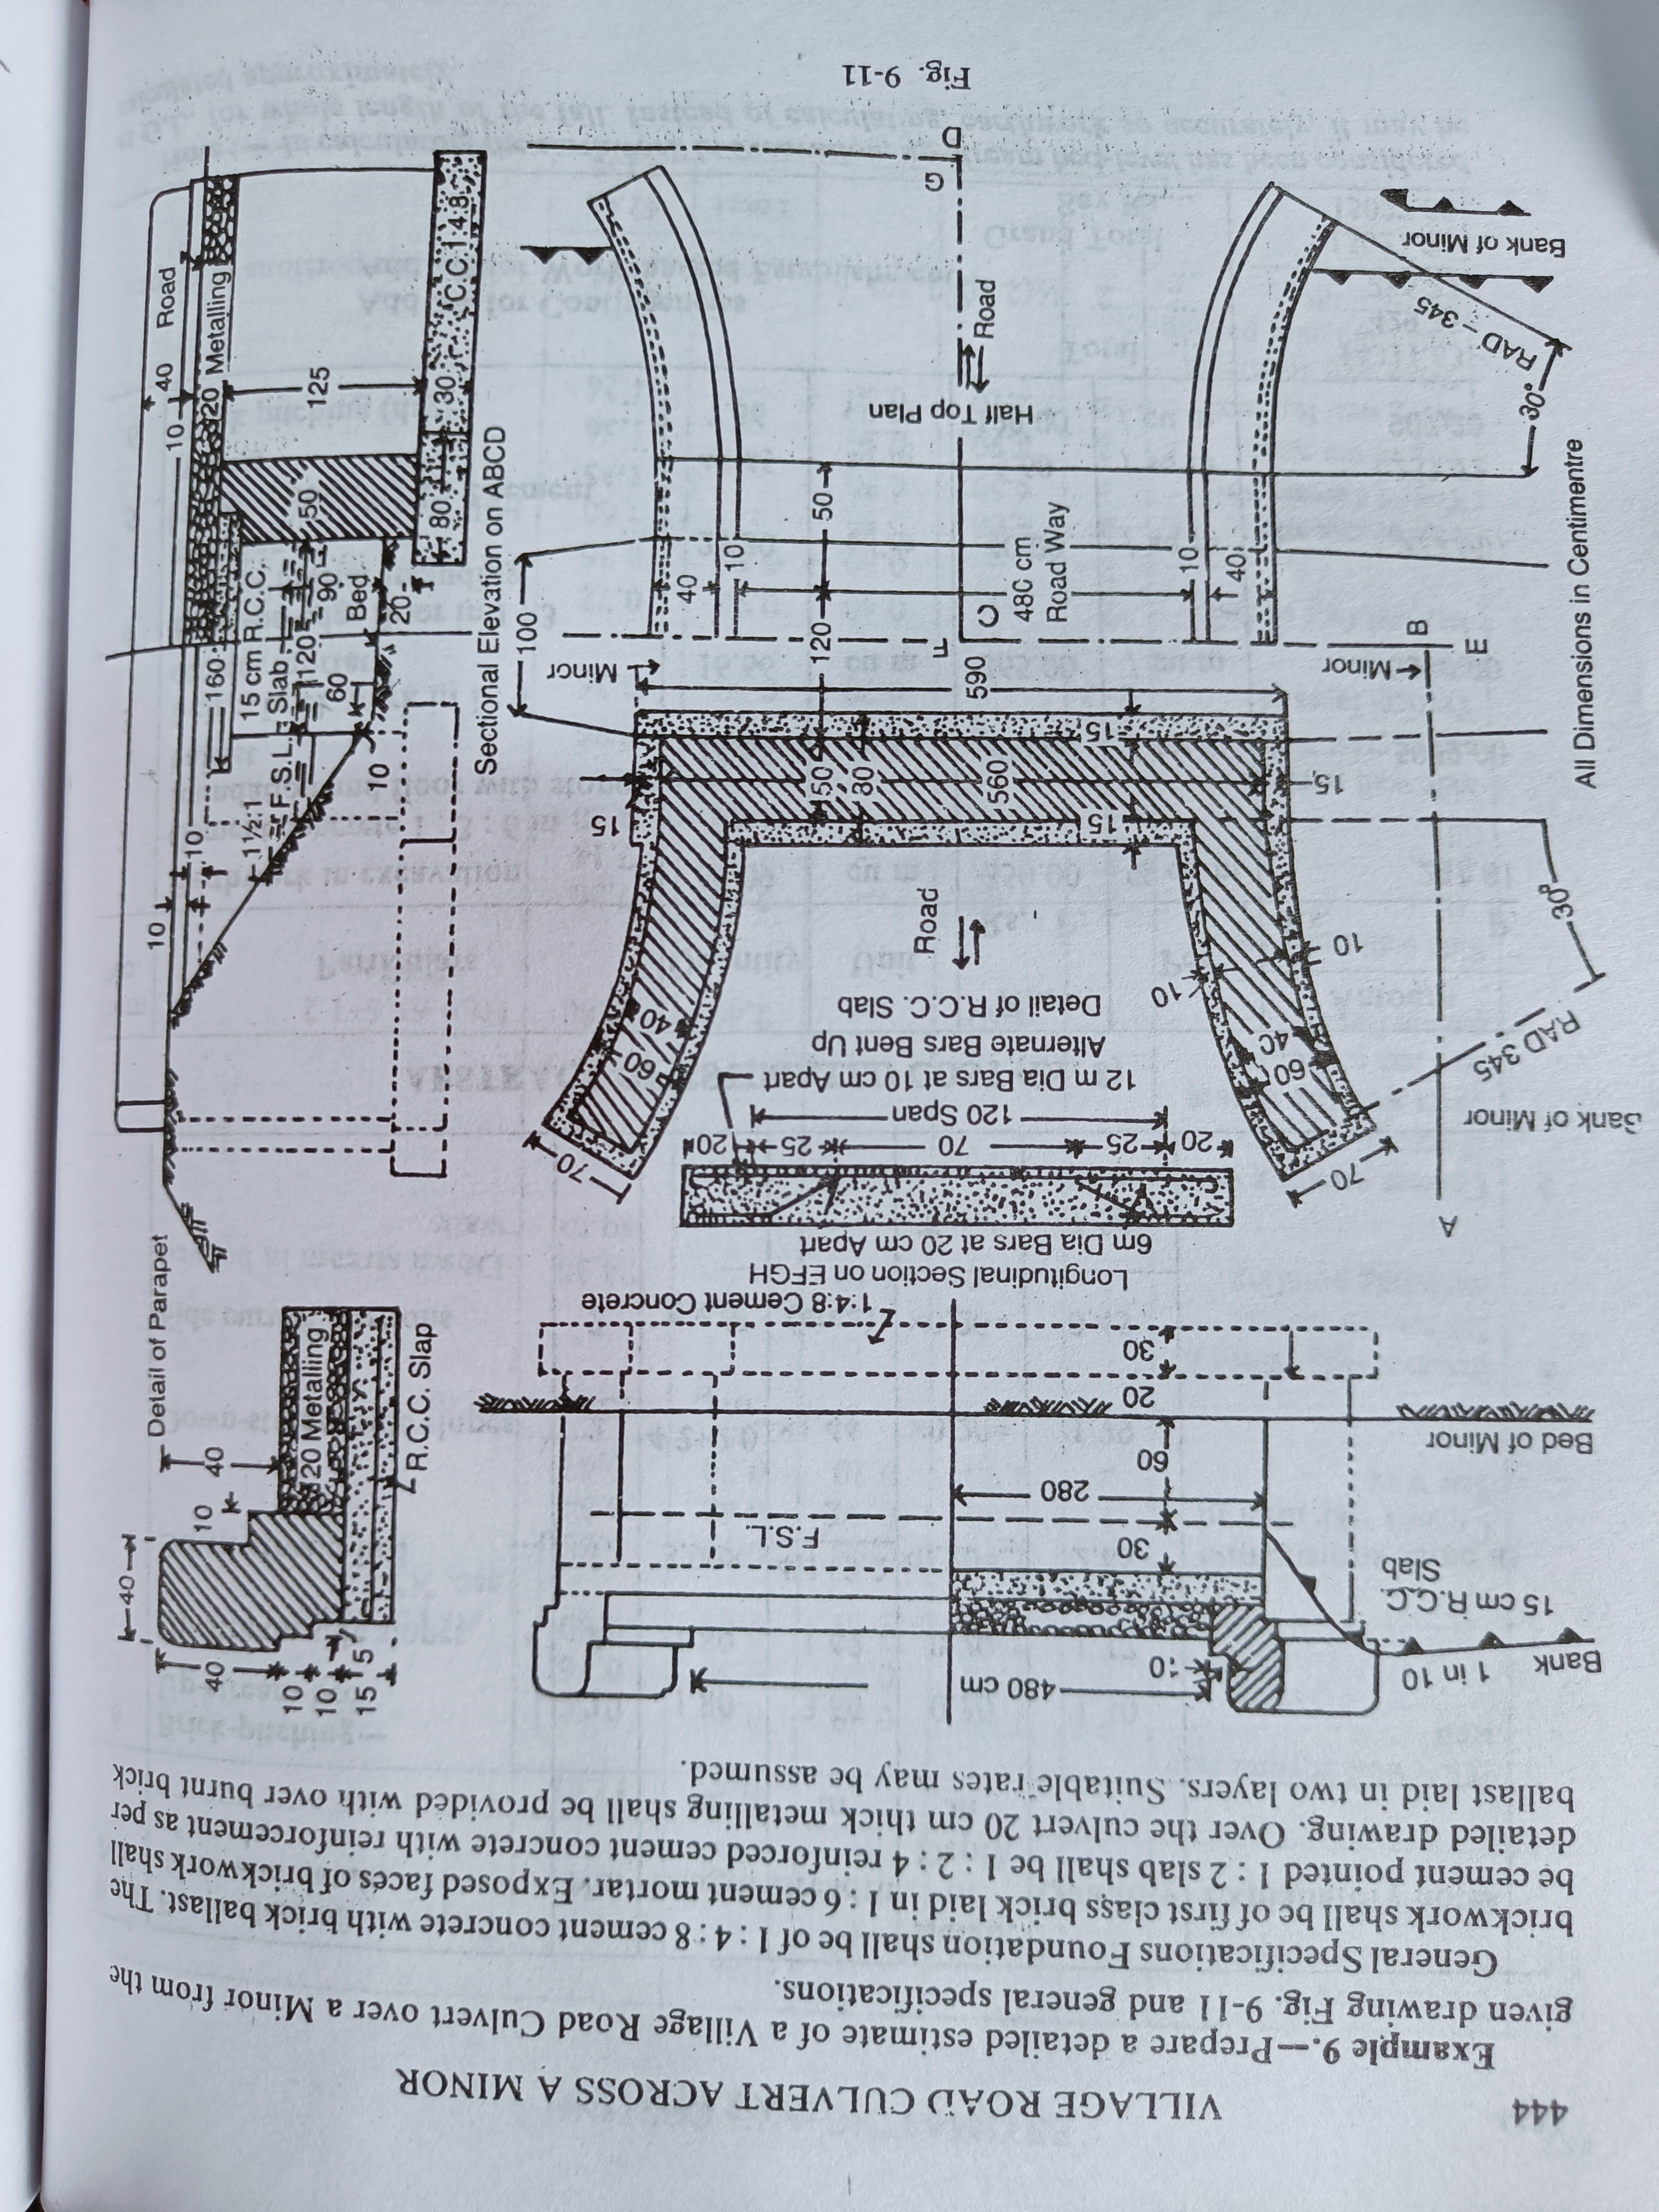 444
VILLAGE ROAD CULVERT ACROSS A MINOR
Example 9.—Prepare a detailed estimate of a Village Road Culvert over a Minor from the
given drawing Fig. 9-11 and general specifications.
General Specifications Foundation shall be of 1 : 4 : 8 cement concrete with brick ballast. The
brickwork shall be of first class brick laid in 1 : 6 cement mortar. Exposed faces of brickwork shall
be cement pointed 1 : 2 slab shall be 1 : 2 : 4 reinforced cement concrete with reinforcement as per
detailed drawing. Over the culvert 20 cm thick metalling shall be provided with over burnt brick
ballast laid in two layers. Suitable rates may be assumed.
Bank
1 in 10
480 cm
10
15 cm R.C.C.
Slab
30
F.S.L.
280
60
Bed of Minor
20
30
1:4:8 Cement Concrete
Longitudinal Section on EFGH
40
40
10
10
15
5
10
40
20 Metalling
R.C.C. Slap
Detail of Parapet
6m Dia Bars at 20 cm Apart
20
25
70
25
20
120 Span
12 m Dia Bars at 10 cm Apart
Alternate Bars Bent Up
Detail of R.C.C. Slab
Road
A
Bank of Minor
RAD 345
30°
70
70
60
4C
60
40
10
10
15
15
15
15
50
80
560
590
Minor
Minor
B
E
F
C
100
120
50
40
10
480 cm
Road Way
10
40
Half Top Plan
Road
G
D
30°
RAD – 345
Bank of Minor
All Dimensions in Centimetre
10
10
1½:1
F.S.L.
160
15 cm R.C.C.
Slab
120
60
10
90
Bed
20
50
80
30
C.C. 1:4:8
125
10
40
20 Metalling
Road
Sectional Elevation on ABCD
Fig. 9-11